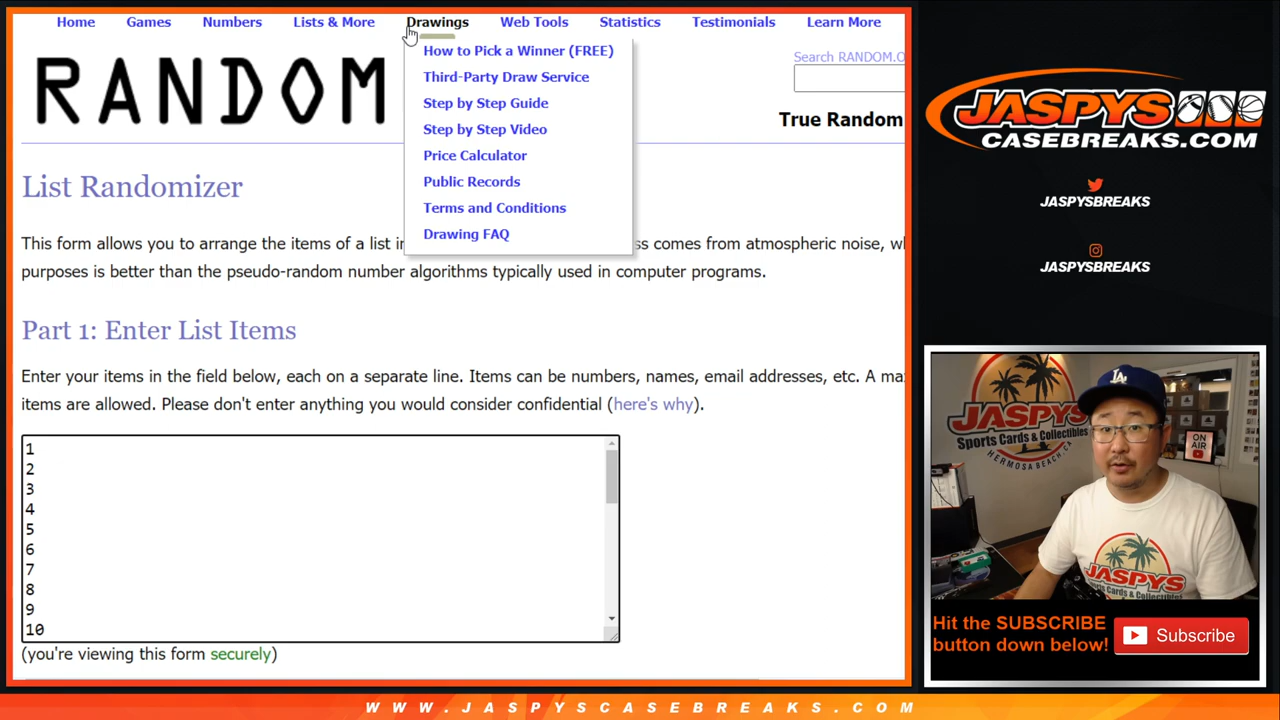 Home Games Numbers Lists & More Drawings Web Tools Statistics Testimonials Learn More
RANDOM
How to Pick a Winner (FREE)
Third-Party Draw Service
Step by Step Guide
Step by Step Video
Price Calculator
Public Records
Terms and Conditions
Drawing FAQ
Search RANDOM.O
True Random
List Randomizer
This form allows you to arrange the items of a list in
ss comes from atmospheric noise, w
purposes is better than the pseudo-random number algorithms typically used in computer programs.
Part 1: Enter List Items
Enter your items in the field below, each on a separate line. Items can be numbers, names, email addresses, etc. A ma
items are allowed. Please don't enter anything you would consider confidential (here's why).
1
2
3
4
5
6
7
8
9
10
(you're viewing this form securely)
JASPYS
CASEBREAKS.COM
JASPYSBREAKS
JASPYSBREAKS
JASPYS
Sports Cards & Collectibles
HERMOSA BEACH, CA
LA
ON AIR
JASPYS
Hit the SUBSCRIBE
button down below!
Subscribe
WWW.JASPYSCASEBREAKS.COM